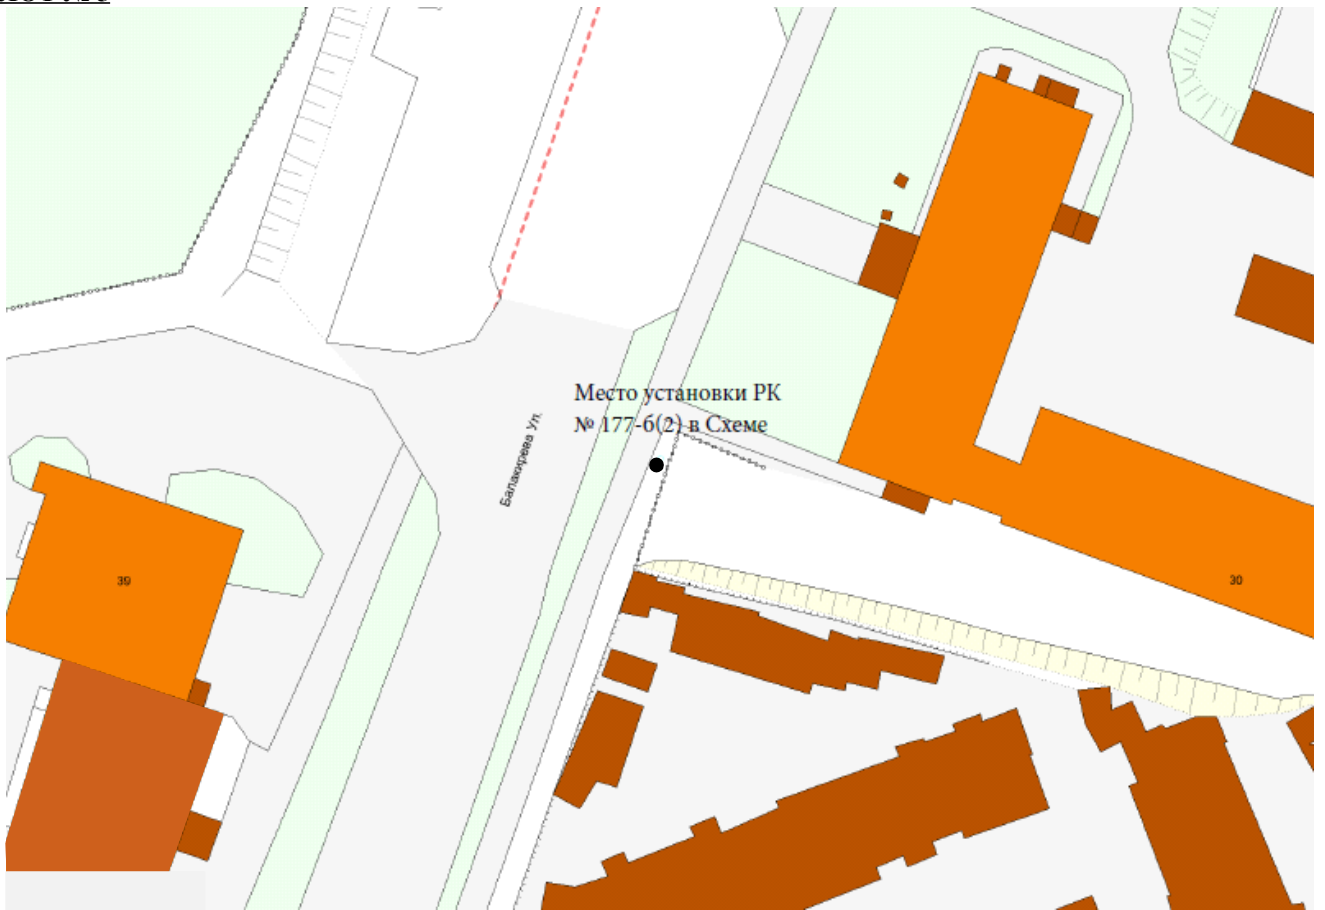 Место установки РК
№ 177-б(2) в Схеме
Балакирева Ул.
39
30